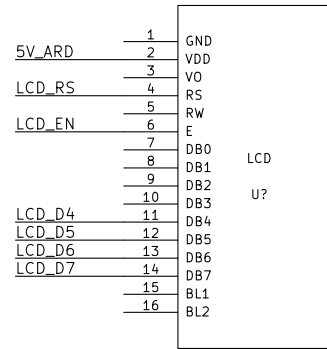 1 GND
5V_ARD 2 VDD
3 VO
LCD_RS 4 RS
5 RW
LCD_EN 6 E
7 DB0
8 DB1
9 DB2
10 DB3
LCD_D4 11 DB4
LCD_D5 12 DB5
LCD_D6 13 DB6
LCD_D7 14 DB7
15 BL1
16 BL2
LCD
U?